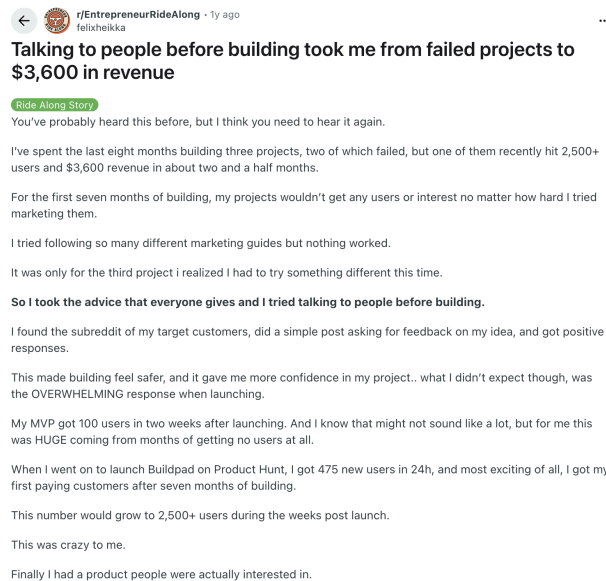 r/EntrepreneurRideAlong • 1y ago
felixheikka
Talking to people before building took me from failed projects to
$3,600 in revenue
Ride Along Story
You've probably heard this before, but I think you need to hear it again.
I've spent the last eight months building three projects, two of which failed, but one of them recently hit 2,500+
users and $3,600 revenue in about two and a half months.
For the first seven months of building, my projects wouldn't get any users or interest no matter how hard I tried
marketing them.
I tried following so many different marketing guides but nothing worked.
It was only for the third project i realized I had to try something different this time.
So I took the advice that everyone gives and I tried talking to people before building.
I found the subreddit of my target customers, did a simple post asking for feedback on my idea, and got positive
responses.
This made building feel safer, and it gave me more confidence in my project.. what I didn't expect though, was
the OVERWHELMING response when launching.
My MVP got 100 users in two weeks after launching. And I know that might not sound like a lot, but for me this
was HUGE coming from months of getting no users at all.
When I went on to launch Buildpad on Product Hunt, I got 475 new users in 24h, and most exciting of all, I got my
first paying customers after seven months of building.
This number would grow to 2,500+ users during the weeks post launch.
This was crazy to me.
Finally I had a product people were actually interested in.